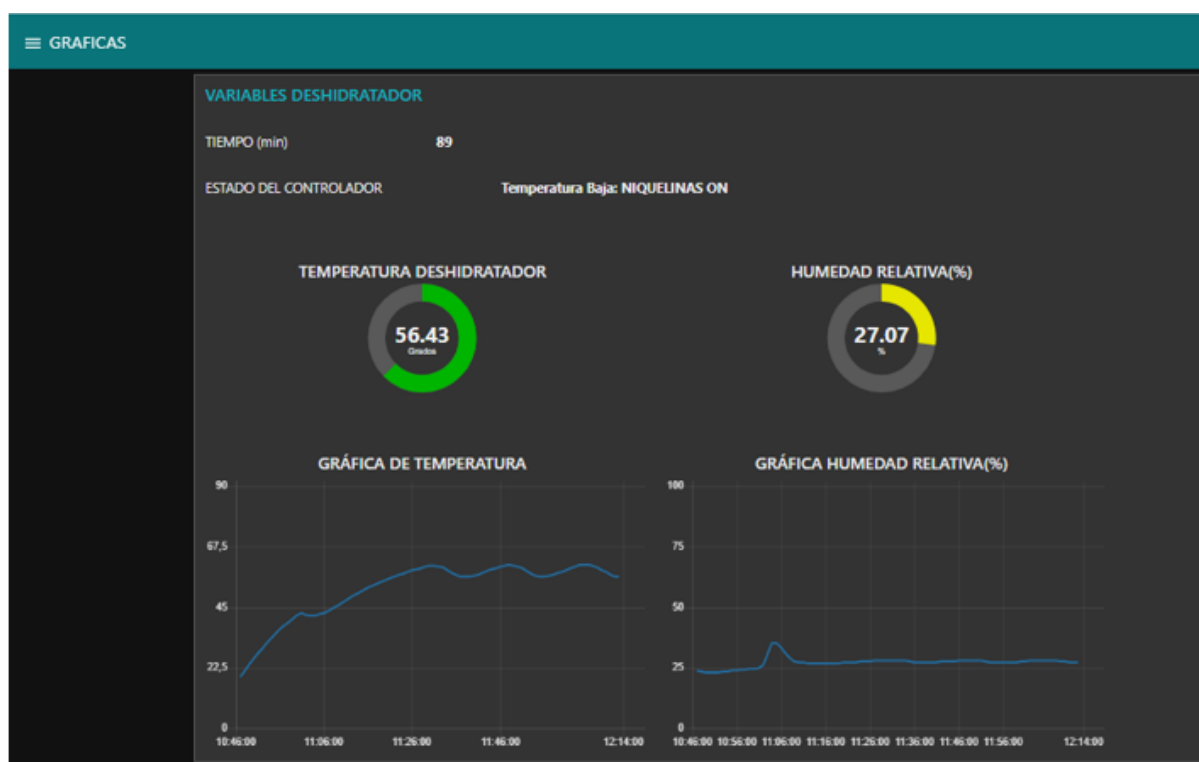 ≡ GRAFICAS
VARIABLES DESHIDRATADOR
TIEMPO (min) 89
ESTADO DEL CONTROLADOR Temperatura Baja: NIQUELINAS ON
TEMPERATURA DESHIDRATADOR
56.43
Grados
HUMEDAD RELATIVA(%)
27.07
%
GRÁFICA DE TEMPERATURA
90
67,5
45
22,5
0
10:46:00 11:06:00 11:26:00 11:46:00 12:14:00
GRÁFICA HUMEDAD RELATIVA(%)
100
75
50
25
0
10:46:00 10:56:00 11:06:00 11:16:00 11:26:00 11:36:00 11:46:00 11:56:00 12:14:00